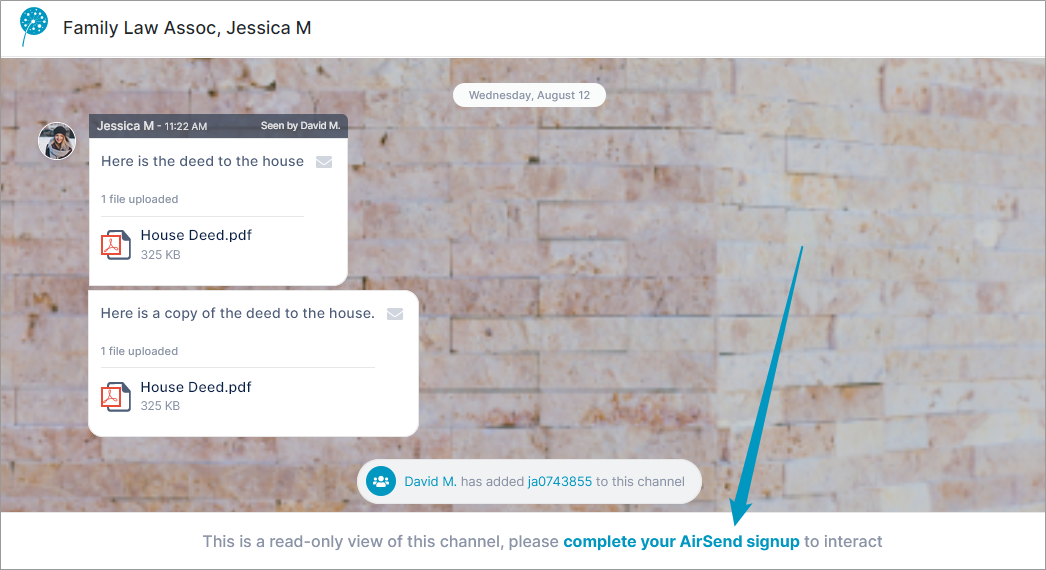 Family Law Assoc, Jessica M
Wednesday, August 12
Jessica M - 11:22 AM Seen by David M.
Here is the deed to the house
1 file uploaded
House Deed.pdf
325 KB
Here is a copy of the deed to the house.
1 file uploaded
House Deed.pdf
325 KB
David M. has added ja0743855 to this channel
This is a read-only view of this channel, please complete your AirSend signup to interact